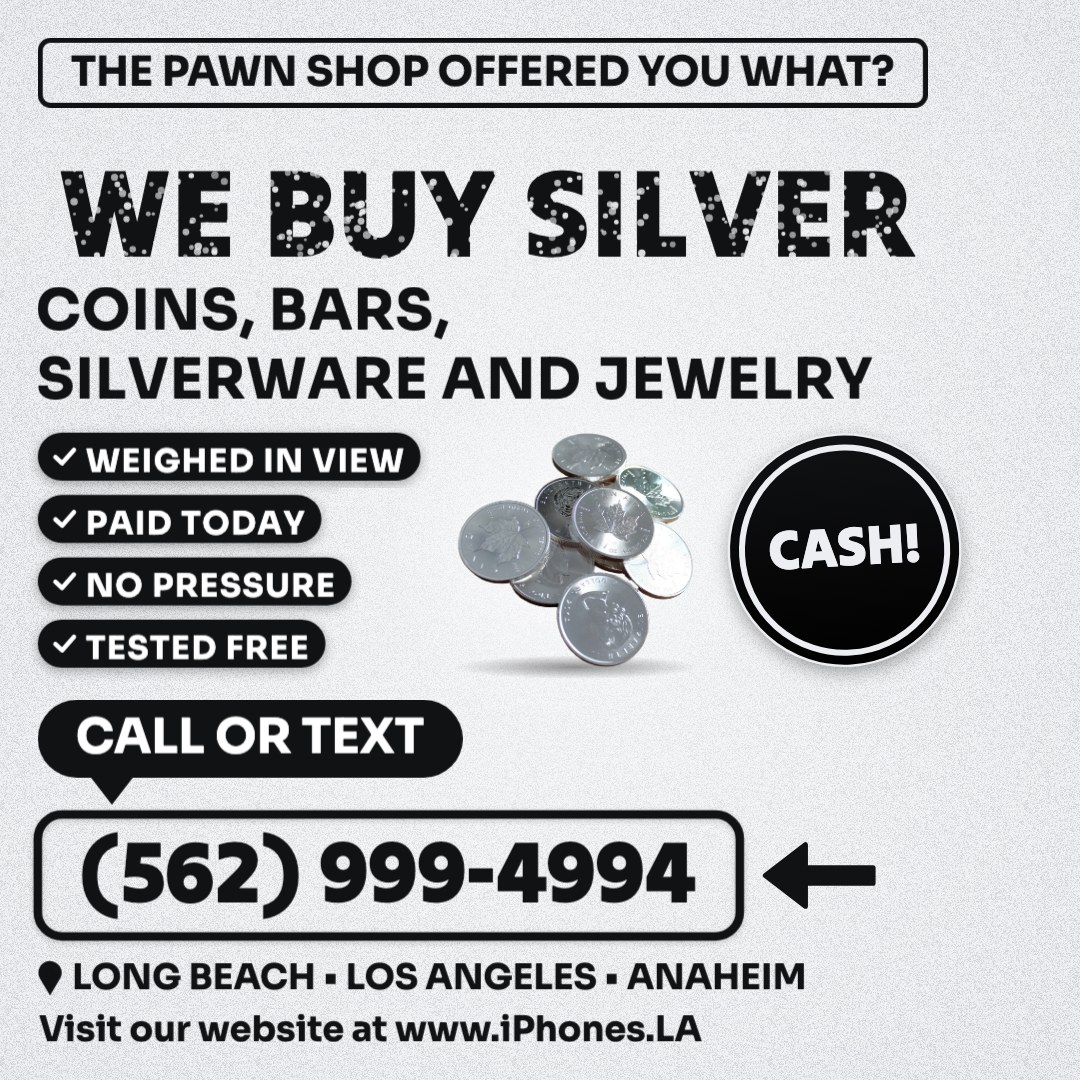 THE PAWN SHOP OFFERED YOU WHAT?
WE BUY SILVER
COINS, BARS,
SILVERWARE AND JEWELRY
WEIGHED IN VIEW
PAID TODAY
NO PRESSURE
TESTED FREE
CASH!
CALL OR TEXT
(562) 999-4994
LONG BEACH ▪ LOS ANGELES ▪ ANAHEIM
Visit our website at www.iPhones.LA